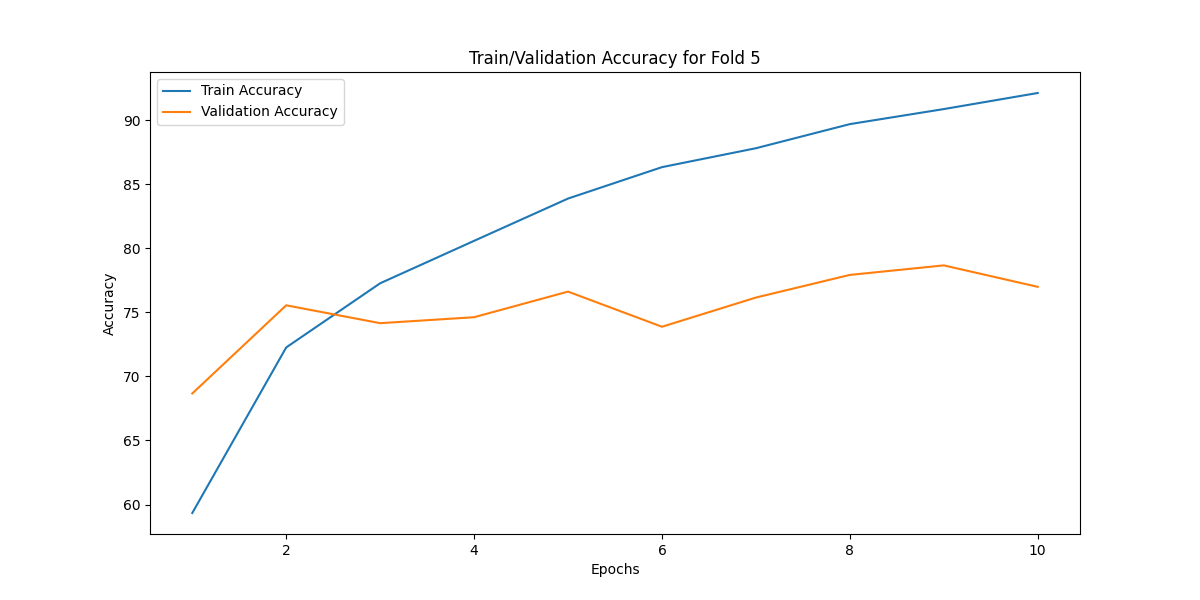 Train/Validation Accuracy for Fold 5
Train Accuracy
Validation Accuracy
Accuracy
90
85
80
75
70
65
60
2 4 6 8 10
Epochs